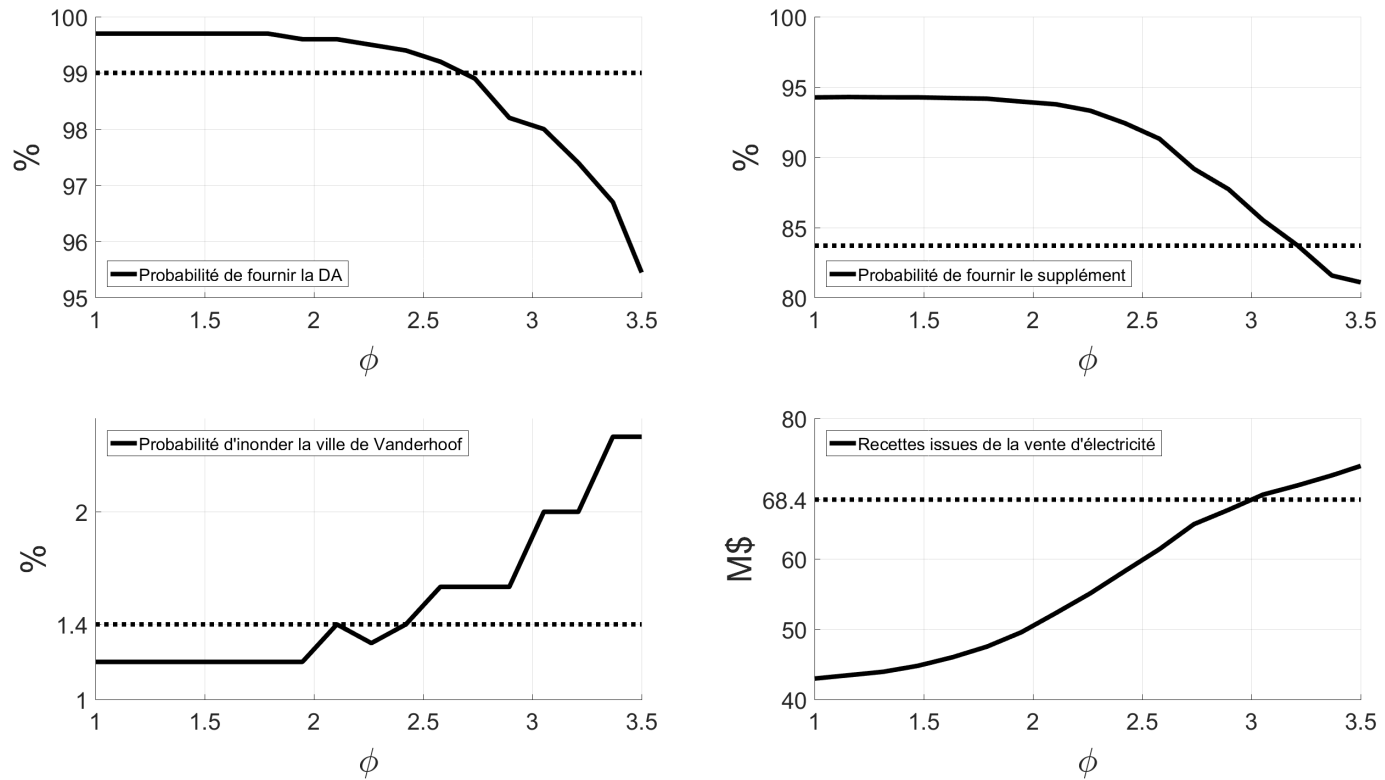 100
99
98
97
96
95
%
Probabilité de fournir la DA
1 1.5 2 2.5 3 3.5
ϕ
100
95
90
85
80
%
Probabilité de fournir le supplément
1 1.5 2 2.5 3 3.5
ϕ
2
1.4
1
%
Probabilité d'inonder la ville de Vanderhoof
1 1.5 2 2.5 3 3.5
ϕ
80
68.4
60
50
40
M$
Recettes issues de la vente d'électricité
1 1.5 2 2.5 3 3.5
ϕ